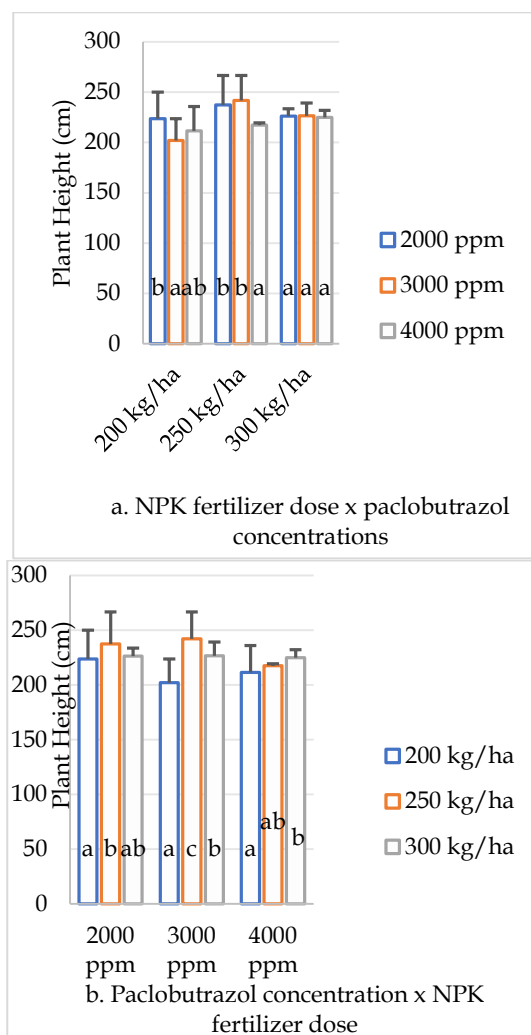 300
250
200
150
100
50
0
Plant Height (cm)
b a ab b b a a a a
200 kg/ha
250 kg/ha
300 kg/ha
2000 ppm
3000 ppm
4000 ppm
a. NPK fertilizer dose x paclobutrazol
concentrations
300
250
200
150
100
50
0
Plant Height (cm)
a b ab a c b a ab b
2000
ppm
3000
ppm
4000
ppm
200 kg/ha
250 kg/ha
300 kg/ha
b. Paclobutrazol concentration x NPK
fertilizer dose